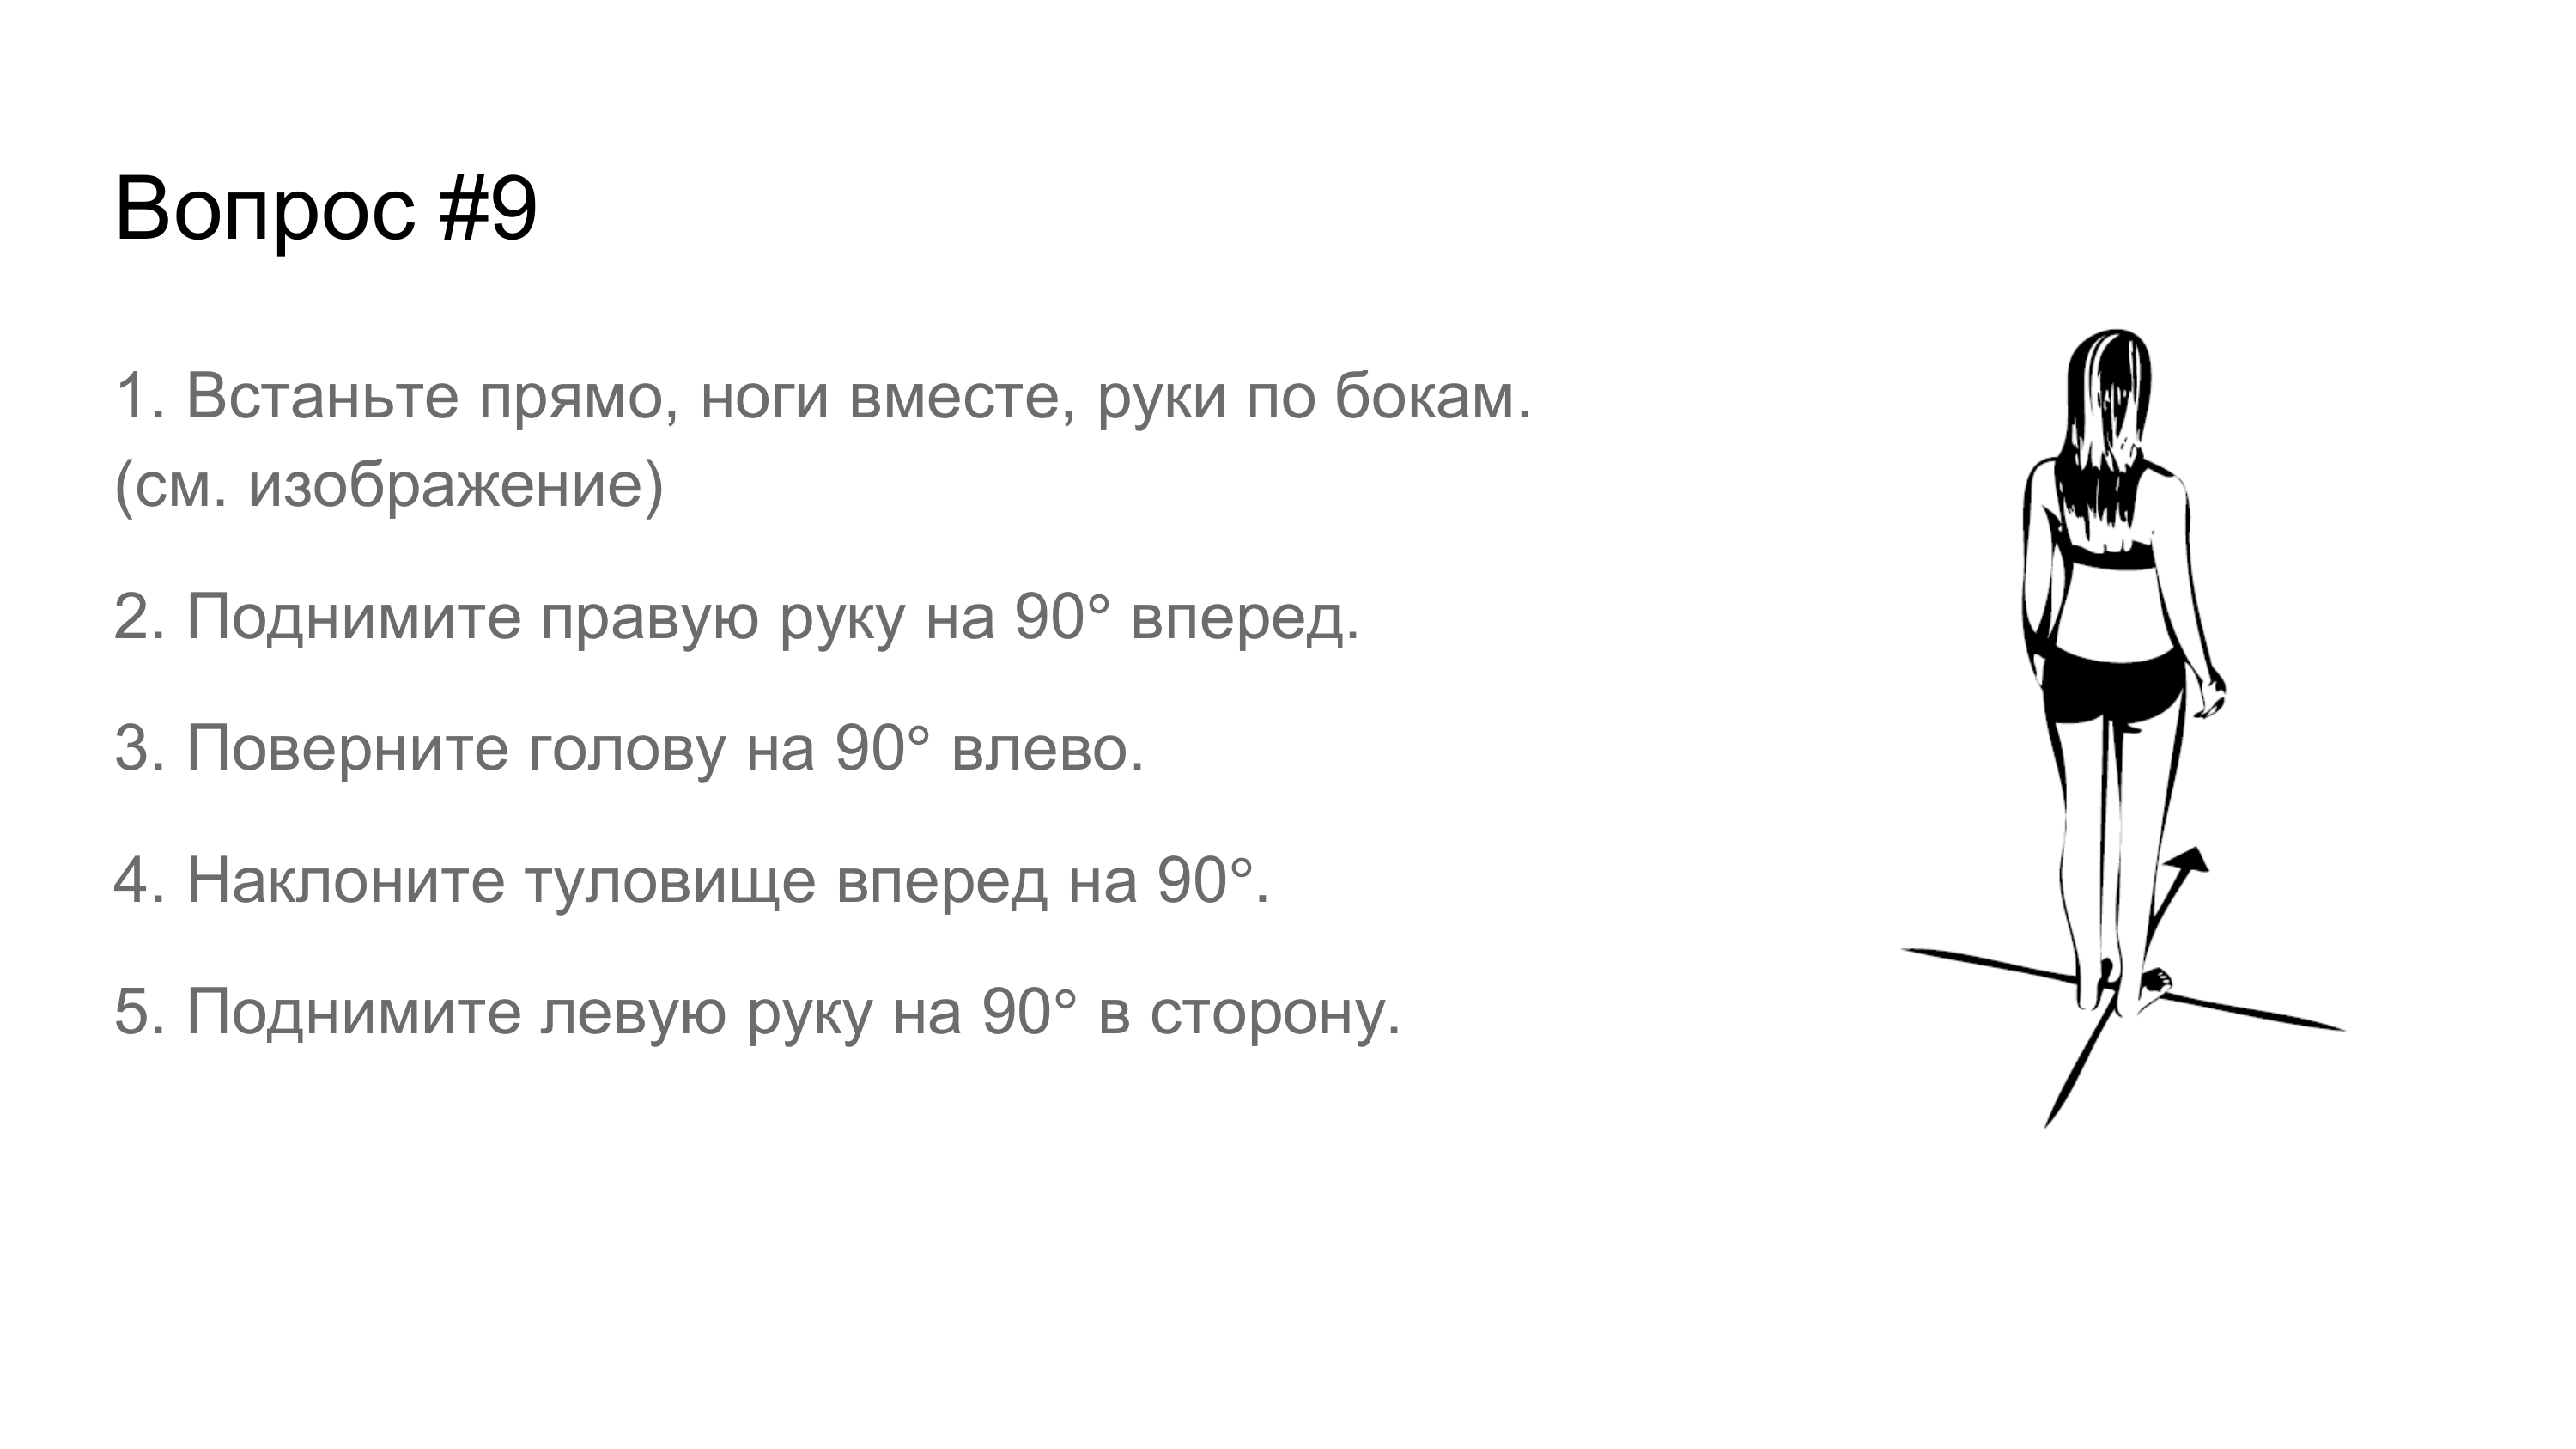 Вопрос #9
1. Встаньте прямо, ноги вместе, руки по бокам.
(см. изображение)
2. Поднимите правую руку на 90° вперед.
3. Поверните голову на 90° влево.
4. Наклоните туловище вперед на 90°.
5. Поднимите левую руку на 90° в сторону.